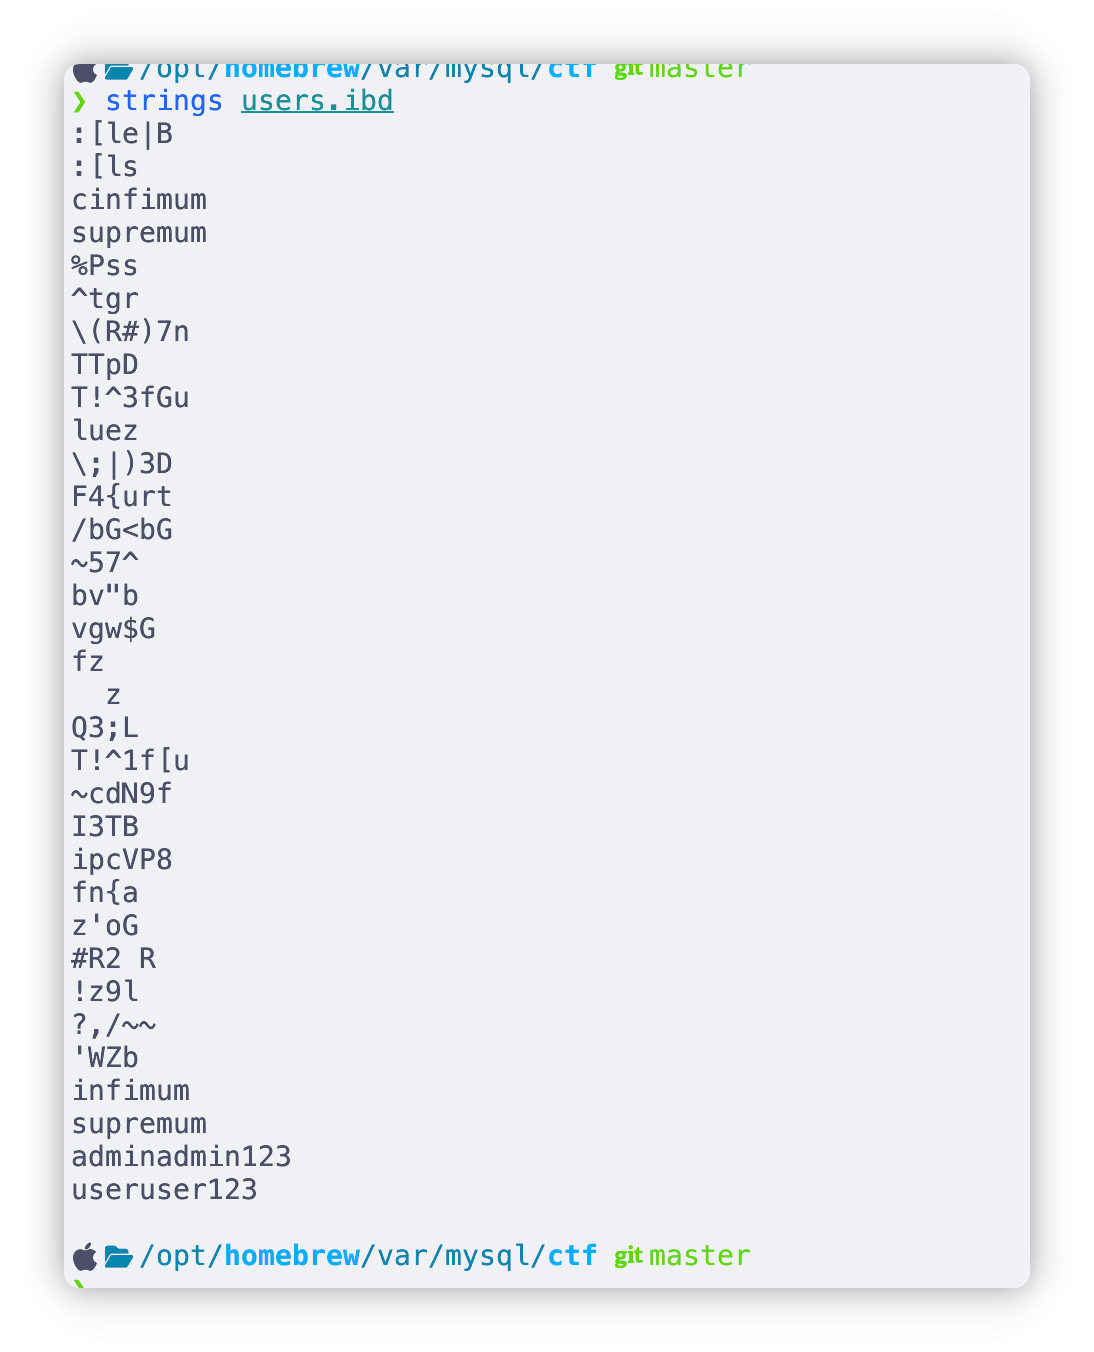 /opt/homebrew/var/mysql/ctf git master
❯ strings users.ibd
:[le|B
:[ls
cinfimum
supremum
%Pss
^tgr
\(R#)7n
TTpD
T!^3fGu
luez
\;|)3D
F4{urt
/bG<bG
~57^
bv"b
vgw$G
fz
  z
Q3;L
T!^1f[u
~cdN9f
I3TB
ipcVP8
fn{a
z'oG
#R2 R
!z9l
?,/~~
'WZb
infimum
supremum
adminadmin123
useruser123
/opt/homebrew/var/mysql/ctf git master
❯